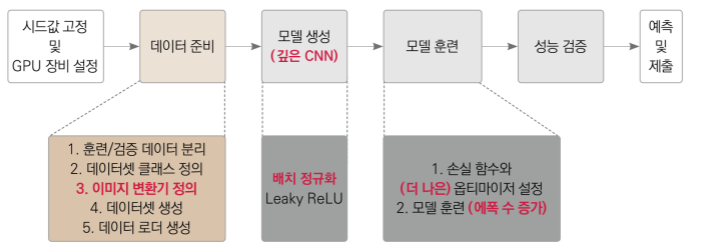 시드값 고정
및
GPU 장비 설정
데이터 준비
모델 생성
(깊은 CNN)
모델 훈련
성능 검증
예측
및
제출
1. 훈련/검증 데이터 분리
2. 데이터셋 클래스 정의
3. 이미지 변환기 정의
4. 데이터셋 생성
5. 데이터 로더 생성
배치 정규화
Leaky ReLU
1. 손실 함수와
(더 나은) 옵티마이저 설정
2. 모델 훈련 (에폭 수 증가)